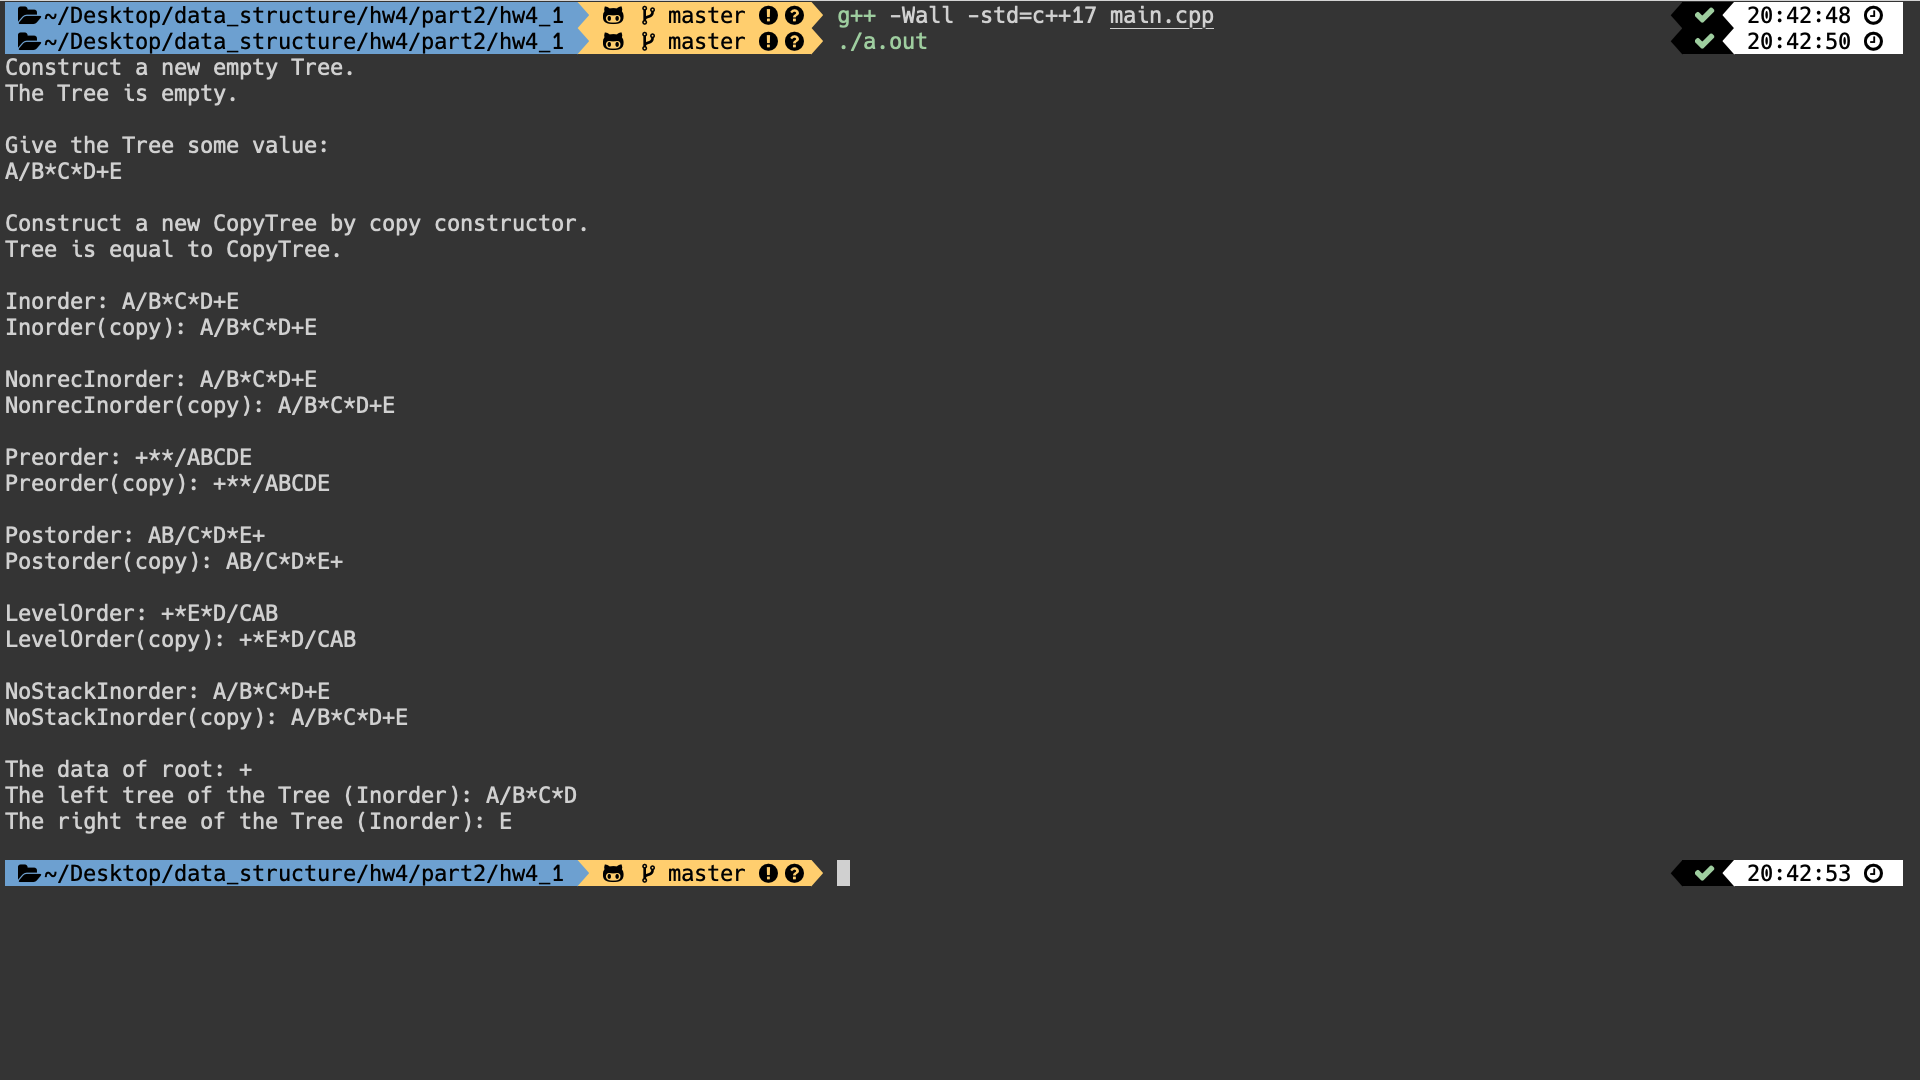 ~/Desktop/data_structure/hw4/part2/hw4_1 master g++ -Wall -std=c++17 main.cpp 20:42:48
~/Desktop/data_structure/hw4/part2/hw4_1 master ./a.out 20:42:50
Construct a new empty Tree.
The Tree is empty.
Give the Tree some value:
A/B*C*D+E
Construct a new CopyTree by copy constructor.
Tree is equal to CopyTree.
Inorder: A/B*C*D+E
Inorder(copy): A/B*C*D+E
NonrecInorder: A/B*C*D+E
NonrecInorder(copy): A/B*C*D+E
Preorder: +**/ABCDE
Preorder(copy): +**/ABCDE
Postorder: AB/C*D*E+
Postorder(copy): AB/C*D*E+
LevelOrder: +*E*D/CAB
LevelOrder(copy): +*E*D/CAB
NoStackInorder: A/B*C*D+E
NoStackInorder(copy): A/B*C*D+E
The data of root: +
The left tree of the Tree (Inorder): A/B*C*D
The right tree of the Tree (Inorder): E
~/Desktop/data_structure/hw4/part2/hw4_1 master 20:42:53